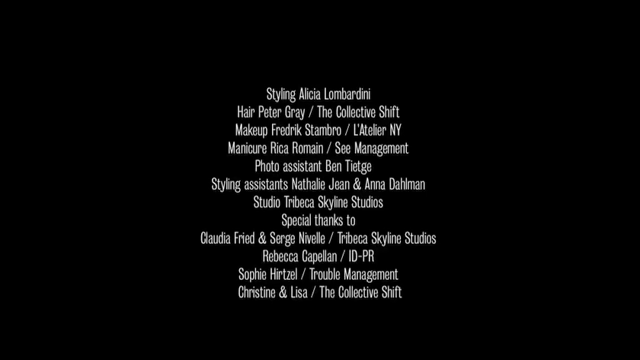 Styling Alicia Lombardini
Hair Peter Gray / The Collective Shift
Makeup Fredrik Stambro / L'Atelier NY
Manicure Rica Romain / See Management
Photo assistant Ben Tietge
Styling assistants Nathalie Jean & Anna Dahlman
Studio Tribeca Skyline Studios
Special thanks to
Claudia Fried & Serge Nivelle / Tribeca Skyline Studios
Rebecca Capellan / ID-PR
Sophie Hirtzel / Trouble Management
Christine & Lisa / The Collective Shift